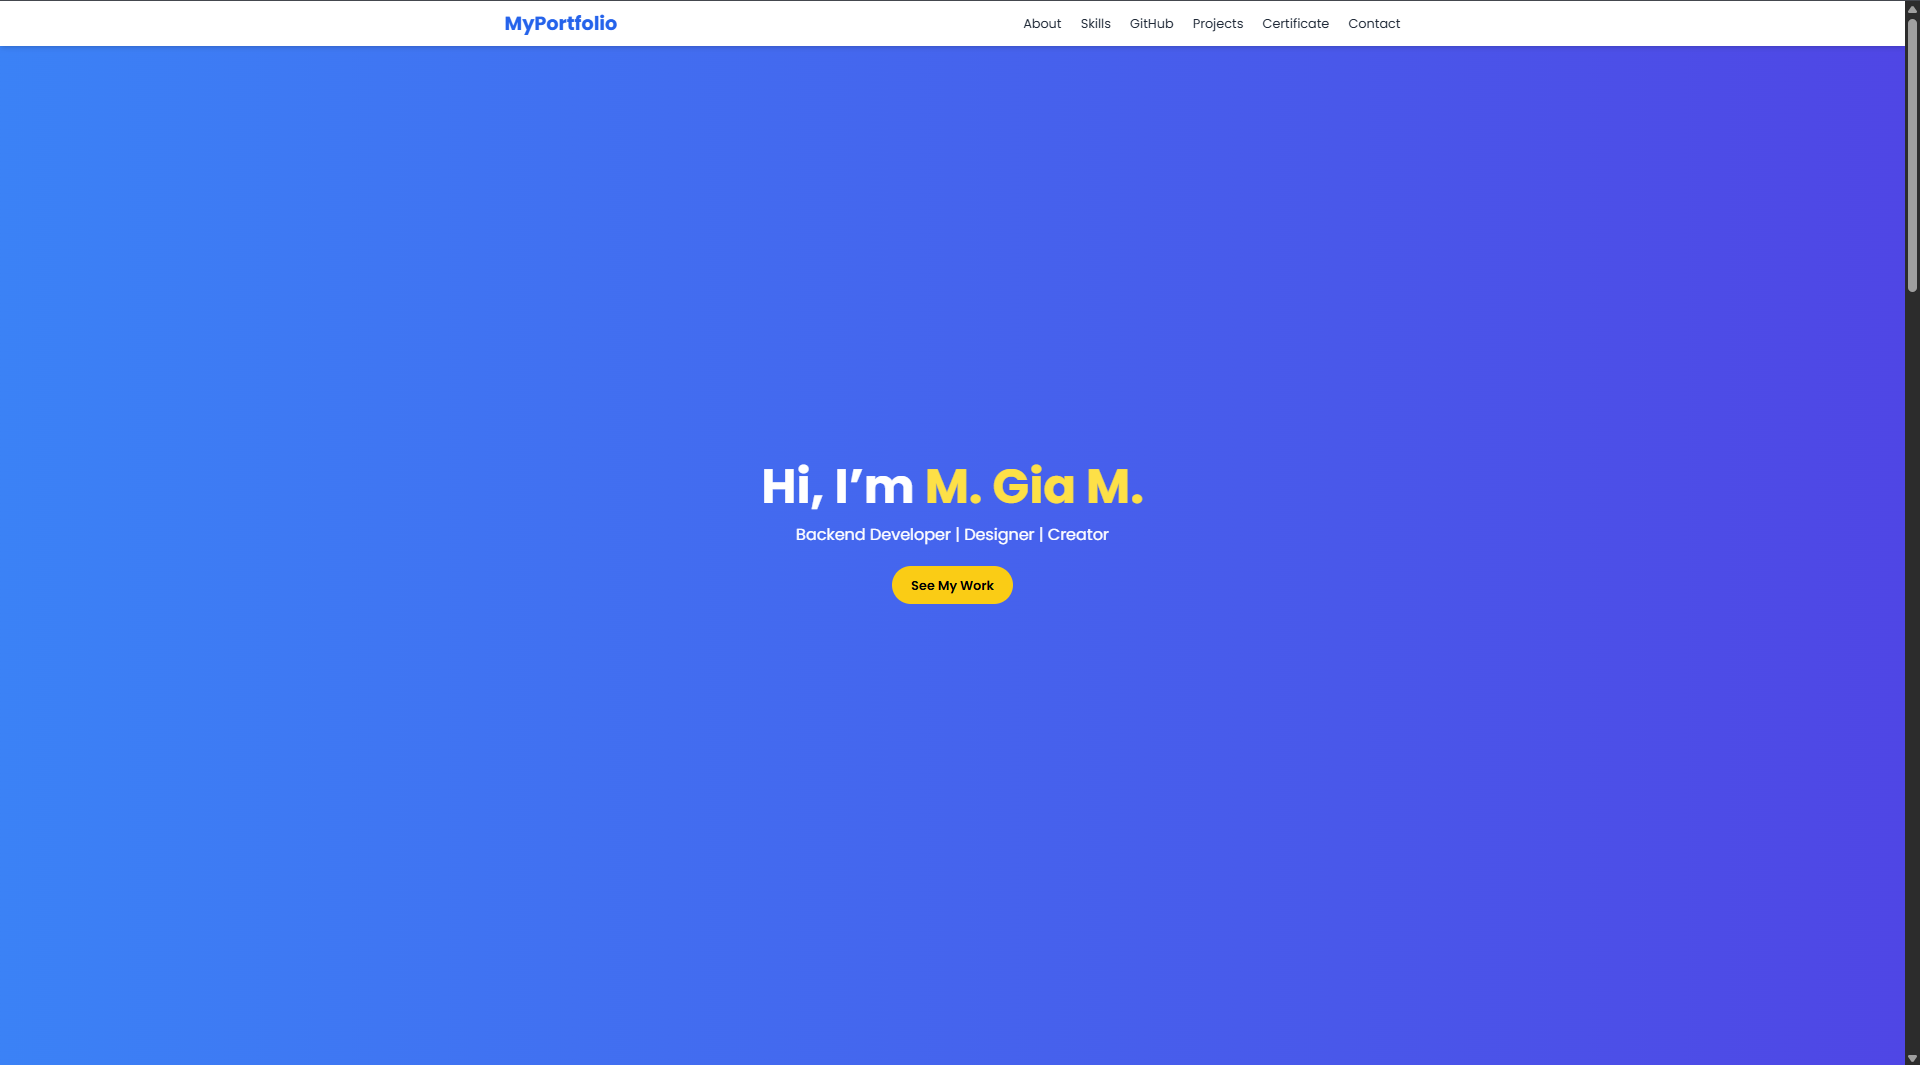 MyPortfolio About Skills GitHub Projects Certificate Contact
Hi, I’m M. Gia M.
Backend Developer | Designer | Creator
See My Work